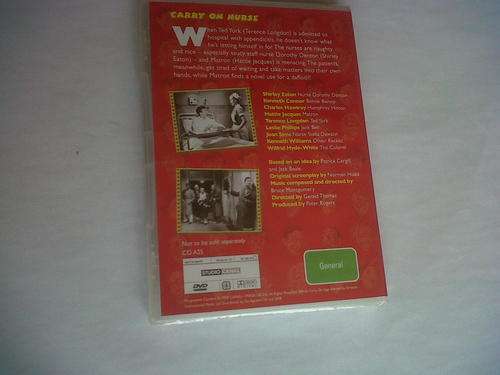 CARRY ON NURSE
When Ted York (Terence Longdon) is admitted to
hospital with appendicitis, he doesn't know what
he's letting himself in for. The nurses are naughty
and nice – especially saucy staff nurse Dorothy Denton (Shirley
Eaton) – and Matron (Hattie Jacques) is menacing. The patients,
meanwhile, get tired of waiting and take matters into their own
hands, while Matron finds a novel use for a daffodil!
Shirley Eaton Nurse Dorothy Denton
Kenneth Connor Bernie Bishop
Charles Hawtrey Humphrey Hinton
Hattie Jacques Matron
Terence Longdon Ted York
Leslie Phillips Jack Bell
Joan Sims Nurse Stella Dawson
Kenneth Williams Oliver Reckitt
Wilfrid Hyde-White The Colonel
Based on an idea by Patrick Cargill
and Jack Beale
Original screenplay by Norman Hudis
Music composed and directed by
Bruce Montgomery
Directed by Gerald Thomas
Produced by Peter Rogers
Not to be sold separately
CO A35
STUDIO CANAL
DVD
General